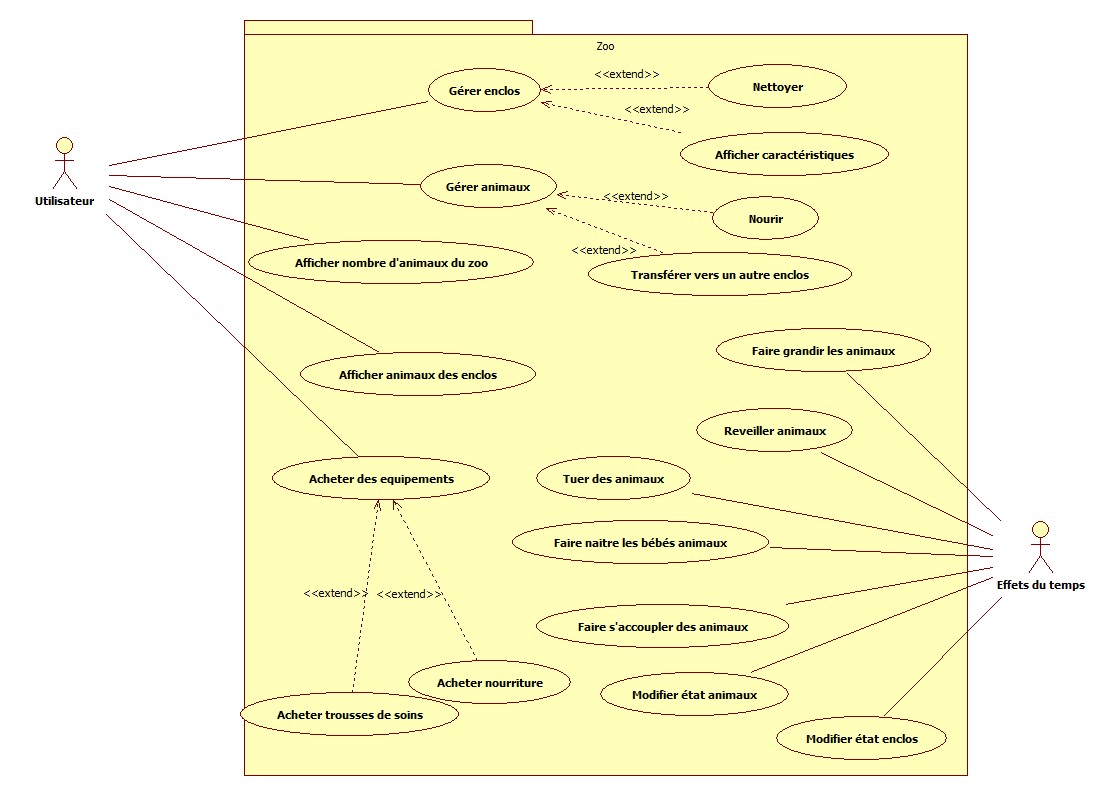 Zoo
<<extend>>
Gérer enclos
Nettoyer
<<extend>>
Afficher caractéristiques
Utilisateur
Gérer animaux
<<extend>>
Nourir
<<extend>>
Afficher nombre d'animaux du zoo
Transférer vers un autre enclos
Faire grandir les animaux
Afficher animaux des enclos
Reveiller animaux
Acheter des equipements
Tuer des animaux
Faire naitre les bébés animaux
Effets du temps
<<extend>>
<<extend>>
Faire s'accoupler des animaux
Acheter nourriture
Modifier état animaux
Acheter trousses de soins
Modifier état enclos